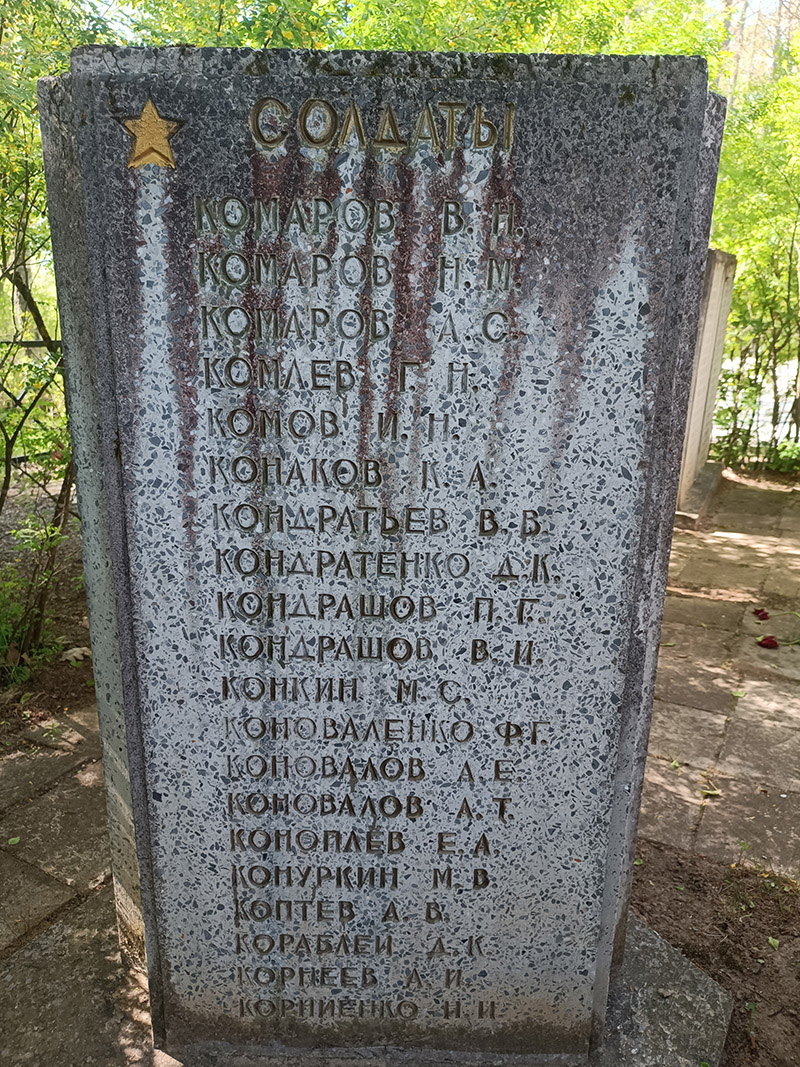 СОЛДАТЫ
КОМАРОВ В. Н.
КОМАРОВ Н. М.
КОМАРОВ А. С.
КОМЛЕВ Г. Н.
КОМОВ И. Н.
КОНАКОВ К. А.
КОНДРАТЬЕВ В. В.
КОНДРАТЕНКО Д.К.
КОНДРАШОВ П. Г.
КОНДРАШОВ В. И.
КОНКИН М. С.
КОНОВАЛЕНКО Ф.Г.
КОНОВАЛОВ А. Е
КОНОВАЛОВ А. Т.
КОНОПЛЕВ Е. А
КОНУРКИН М. В
КОПТЕВ А. В.
КОРАБЛЕЙ Д. К
КОРНЕЕВ А. И.
КОРНИЕНКО Н. И